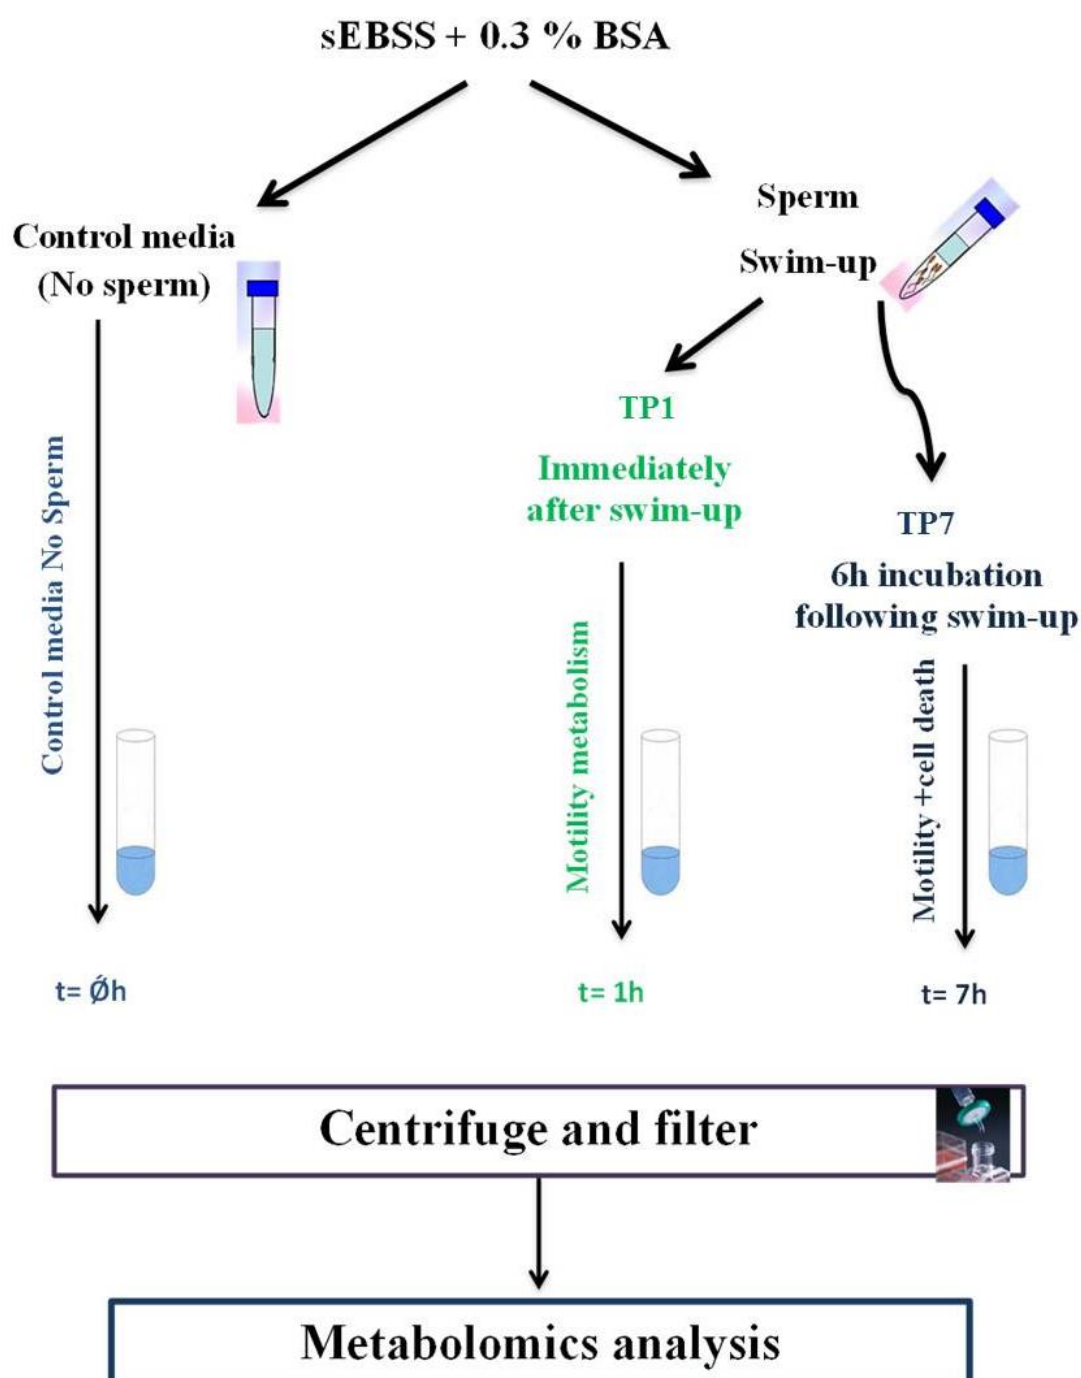 sEBSS + 0.3 % BSA
Control media
(No sperm)
Sperm
Swim-up
TP1
Immediately
after swim-up
TP7
6h incubation
following swim-up
Control media No Sperm
Motility metabolism
Motility +cell death
t= Ǿh
t= 1h
t= 7h
Centrifuge and filter
Metabolomics analysis